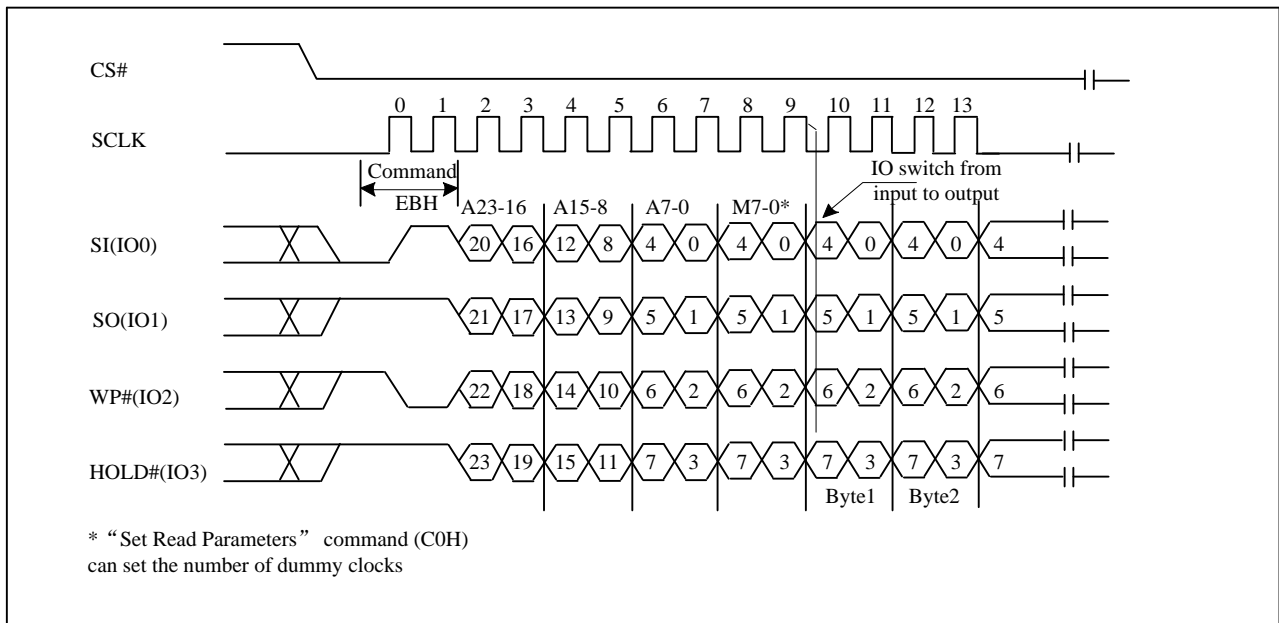 CS#
0 1 2 3 4 5 6 7 8 9 10 11 12 13
SCLK
Command
EBH
IO switch from
input to output
A23-16 A15-8 A7-0 M7-0*
SI(IO0) 20 16 12 8 4 0 4 0 4 0 4 0 4
SO(IO1) 21 17 13 9 5 1 5 1 5 1 5 1 5
WP#(IO2) 22 18 14 10 6 2 6 2 6 2 6 2 6
HOLD#(IO3) 23 19 15 11 7 3 7 3 7 3 7 3 7
Byte1 Byte2
* “Set Read Parameters” command (C0H)
can set the number of dummy clocks